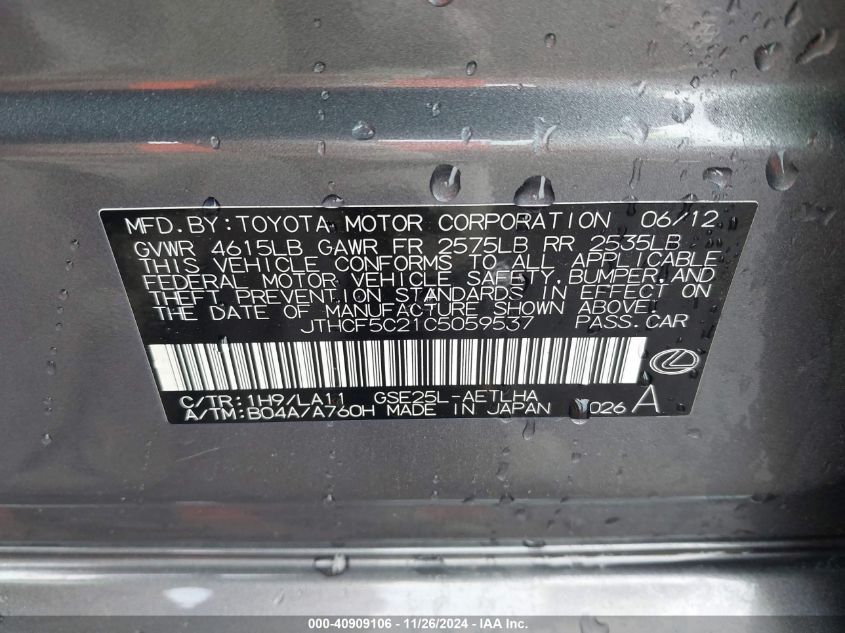 MFD.BY:TOYOTA MOTOR CORPORATION 06/12
GVWR 4615LB GAWR FR 2575LB RR 2535LB
THIS VEHICLE CONFORMS TO ALL APPLICABLE
FEDERAL MOTOR VEHICLE SAFETY, BUMPER, AND
THEFT PREVENTION STANDARDS IN EFFECT ON
THE DATE OF MANUFACTURE SHOWN ABOVE.
JTHCF5C21C5059537 PASS.CAR
C/TR:1H9/LA11 GSE25L-AETLHA
A/TM:B04A/A760H MADE IN JAPAN 026 A
000-40909106 - 11/26/2024 - IAA, Inc.